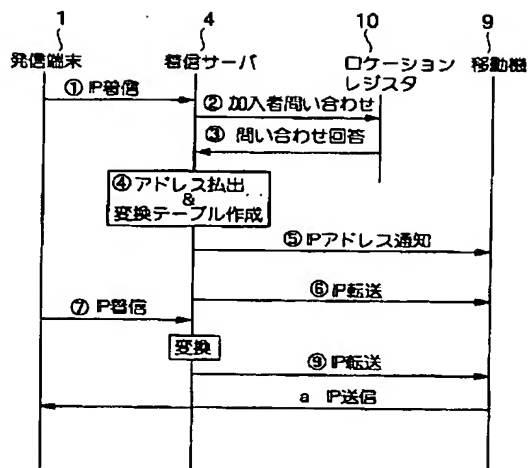 1 4 10 9
発信端末 着信サーバ ロケーション
レジスタ 移動機
① IP着信
② 加入者問い合わせ
③ 問い合わせ回答
④アドレス払出
&
変換テーブル作成
⑤IPアドレス通知
⑥IP転送
⑦IP着信
変換
⑨IP転送
a IP送信